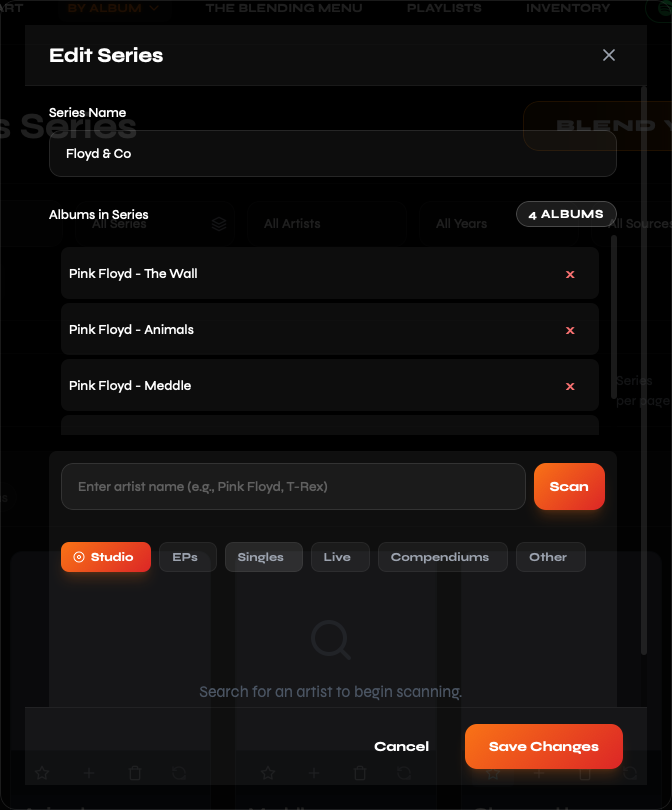 ART BY ALBUM THE BLENDING MENU PLAYLISTS INVENTORY
Edit Series
Series Name
s Series
BLEND Y
Floyd & Co
Albums in Series
4 ALBUMS
All Series All Artists All Years All Sources
Pink Floyd - The Wall
x
Pink Floyd - Animals
x
Pink Floyd - Meddle
x
Series
per page
Enter artist name (e.g., Pink Floyd, T-Rex)
Scan
Studio EPs Singles Live Compendiums Other
Search for an artist to begin scanning.
Cancel
Save Changes